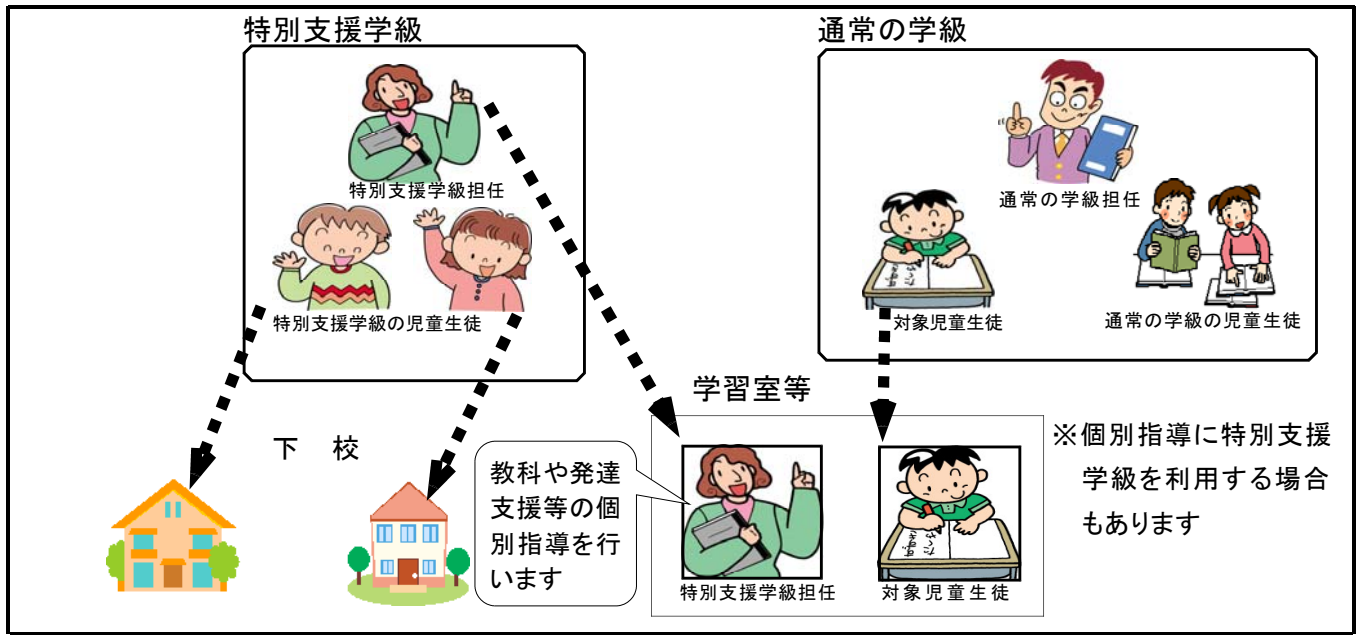 特別支援学級
通常の学級
特別支援学級担任
通常の学級担任
特別支援学級の児童生徒
対象児童生徒
通常の学級の児童生徒
学習室等
下　校
教科や発達
支援等の個
別指導を行
います
特別支援学級担任
対象児童生徒
※個別指導に特別支援
学級を利用する場合
もあります